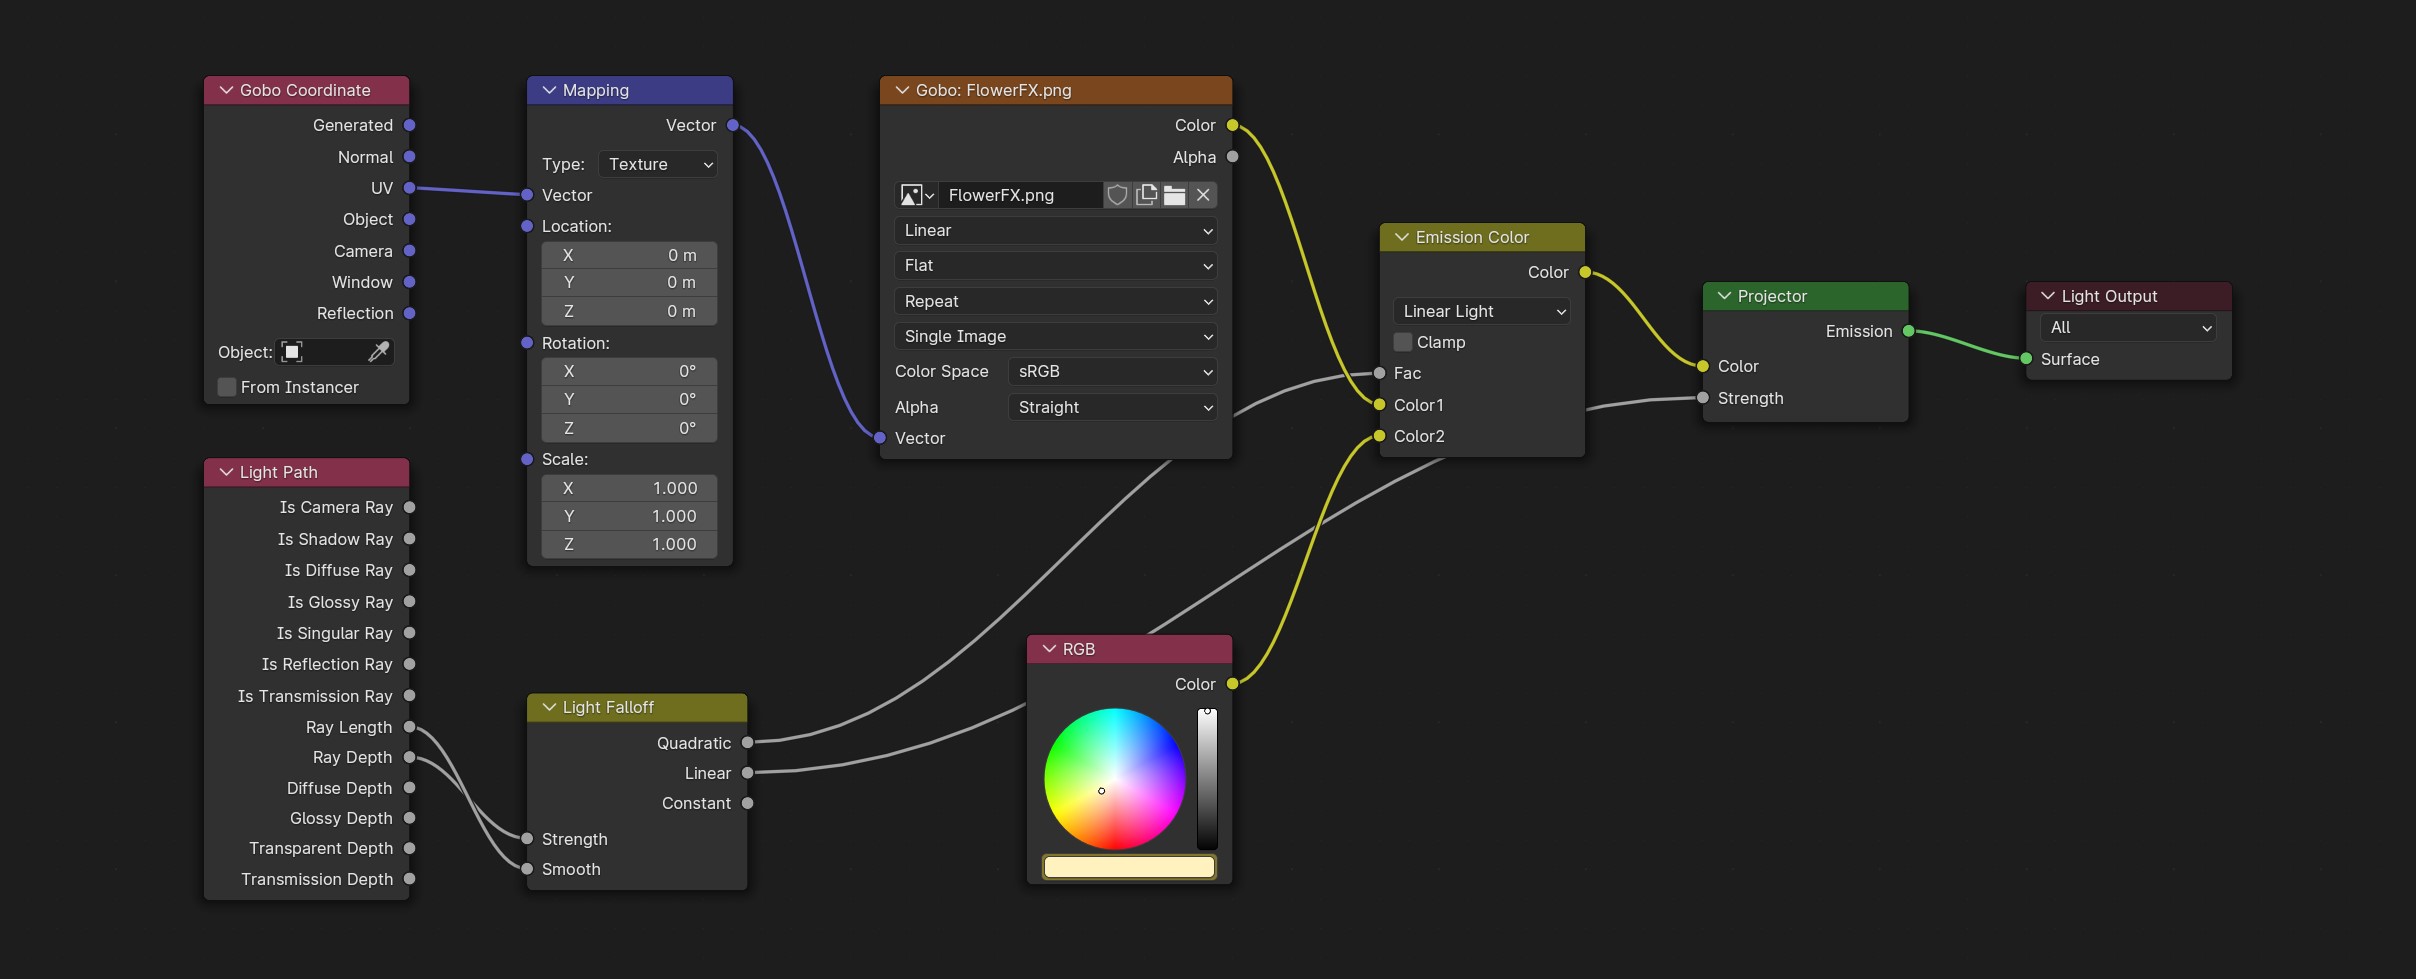 Gobo Coordinate
Generated
Normal
UV
Object
Camera
Window
Reflection
Object:
From Instancer
Light Path
Is Camera Ray
Is Shadow Ray
Is Diffuse Ray
Is Glossy Ray
Is Singular Ray
Is Reflection Ray
Is Transmission Ray
Ray Length
Ray Depth
Diffuse Depth
Glossy Depth
Transparent Depth
Transmission Depth
Mapping
Vector
Type: Texture
Vector
Location:
X 0 m
Y 0 m
Z 0 m
Rotation:
X 0°
Y 0°
Z 0°
Scale:
X 1.000
Y 1.000
Z 1.000
Light Falloff
Quadratic
Linear
Constant
Strength
Smooth
Gobo: FlowerFX.png
Color
Alpha
FlowerFX.png
Linear
Flat
Repeat
Single Image
Color Space sRGB
Alpha Straight
Vector
RGB
Color
Emission Color
Color
Linear Light
Clamp
Fac
Color1
Color2
Projector
Emission
Color
Strength
Light Output
All
Surface